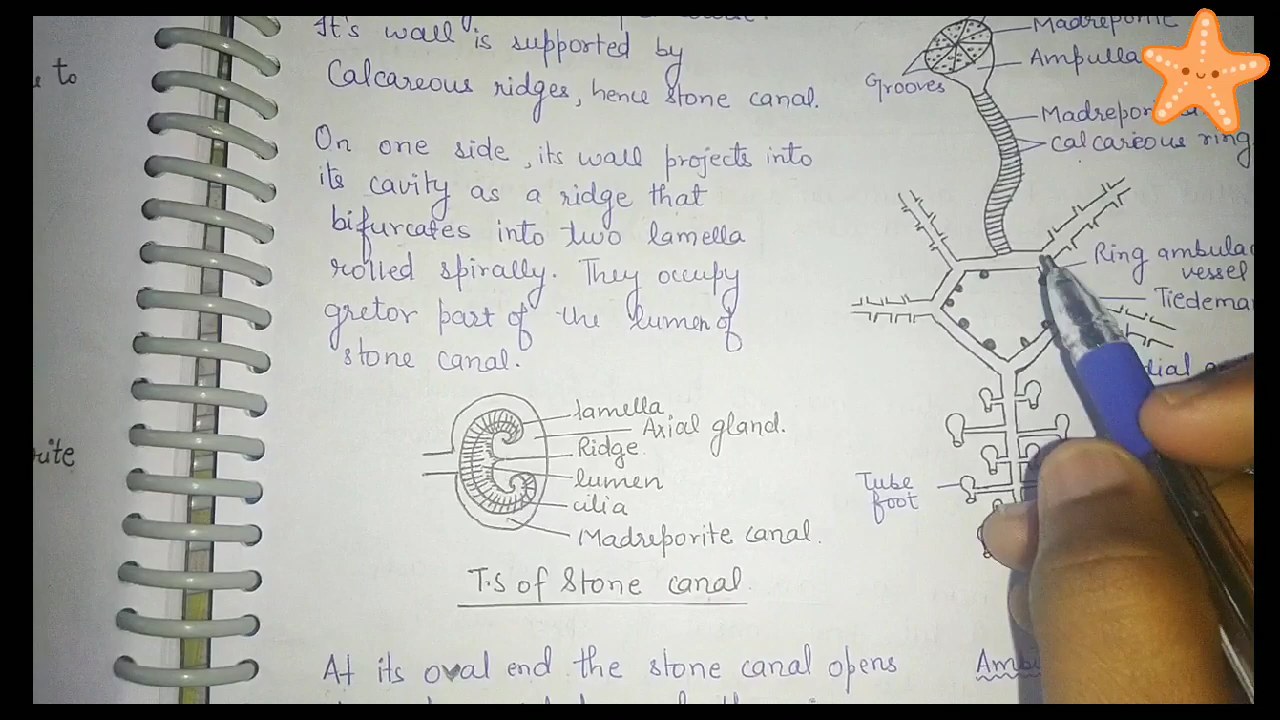 to
It's wall is supported by
Calcareous ridges, hence stone canal.
On one side, its wall projects into
its cavity as a ridge that
bifurcates into two lamella
rolled spirally. They occupy
gretor part of the lumen of
stone canal.
lamella
Axial gland.
Ridge
lumen
cilia
Madreporite canal.
T.S of Stone canal
At its oval end the stone canal opens
Ampulla
Grooves
Calcareous ring
Ring ambulac
vessel
Tiedema
Tube
foot